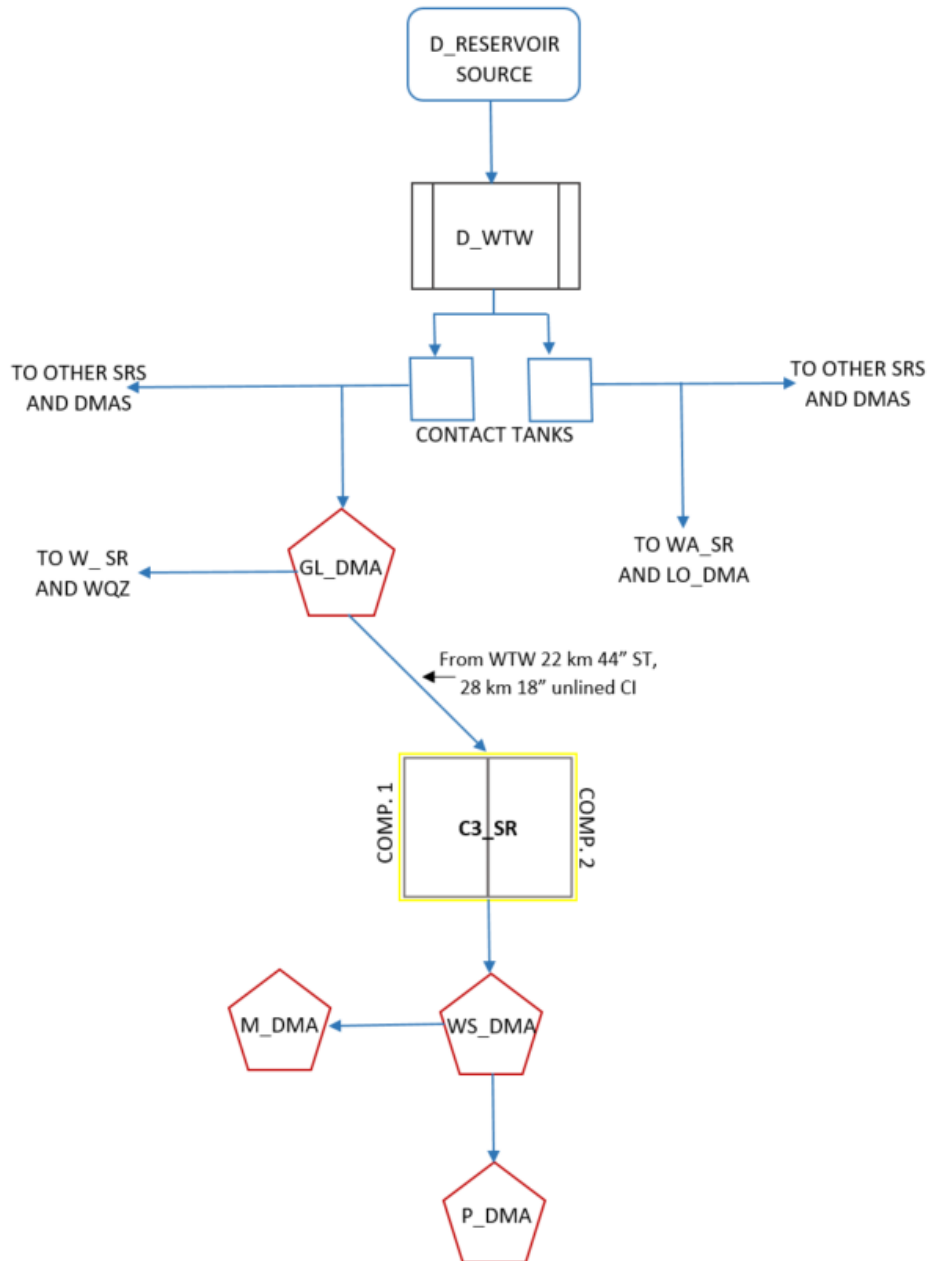 D_RESERVOIR
SOURCE
D_WTW
TO OTHER SRS
AND DMAS
CONTACT TANKS
TO OTHER SRS
AND DMAS
GL_DMA
TO W_ SR
AND WQZ
TO WA_SR
AND LO_DMA
From WTW 22 km 44” ST,
28 km 18” unlined CI
COMP. 1
C3_SR
COMP. 2
M_DMA
WS_DMA
P_DMA